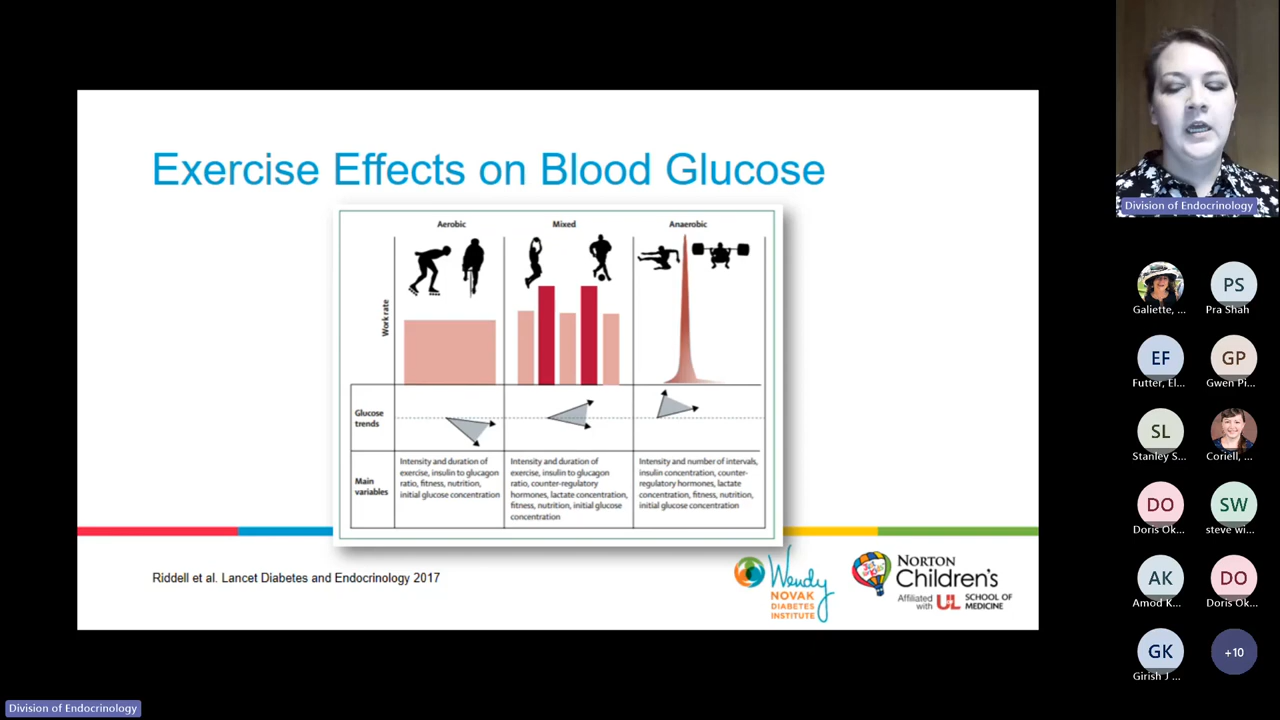 Exercise Effects on Blood Glucose
Aerobic
Mixed
Anaerobic
Work rate
Glucose
trends
Main
variables
Intensity and duration of
exercise, insulin to glucagon
ratio, fitness, nutrition,
initial glucose concentration
Intensity and duration of
exercise, insulin to glucagon
ratio, counter-regulatory
hormones, lactate concentration,
fitness, nutrition, initial glucose
concentration
Intensity and number of intervals,
insulin concentration, counter-
regulatory hormones, lactate
concentration, fitness, nutrition,
initial glucose concentration
Riddell et al. Lancet Diabetes and Endocrinology 2017
Wendy
NOVAK
DIABETES
INSTITUTE
Just for Kids
NORTON
Children's
Affiliated
with
UL
SCHOOL OF
MEDICINE
Division of Endocrinology
Galiette, ...
PS
Pra Shah
EF
Futter, El...
GP
Gwen Pi...
SL
Stanley S...
Coriell, ...
DO
Doris Ok...
SW
steve wi...
AK
Amod K...
DO
Doris Ok...
GK
Girish J ...
+10
Division of Endocrinology